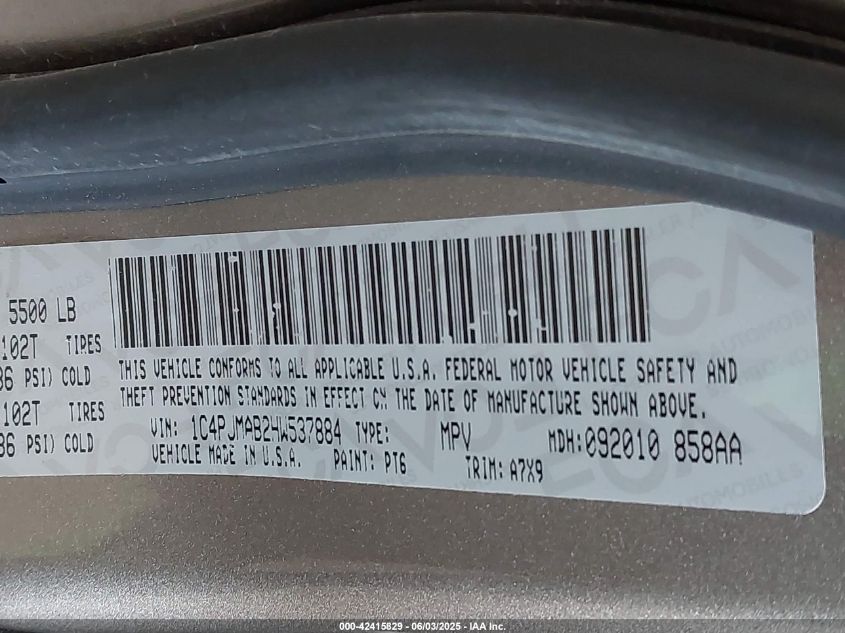 5500 LB
102T TIRES
36 PSI) COLD
102T TIRES
36 PSI) COLD
THIS VEHICLE CONFORMS TO ALL APPLICABLE U.S.A. FEDERAL MOTOR VEHICLE SAFETY AND
THEFT PREVENTION STANDARDS IN EFFECT ON THE DATE OF MANUFACTURE SHOWN ABOVE.
VIN: 1C4PJMAB2HW537884 TYPE: MPV MDH:092010 858AA
VEHICLE MADE IN U.S.A. PAINT: PT6 TRIM: A7X9
000-42415829 - 06/03/2025 - IAA Inc.